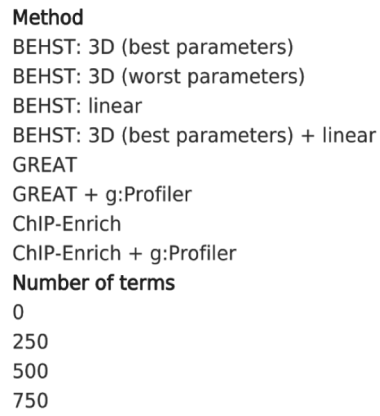 Method
BEHST: 3D (best parameters)
BEHST: 3D (worst parameters)
BEHST: linear
BEHST: 3D (best parameters) + linear
GREAT
GREAT + g:Profiler
ChIP-Enrich
ChIP-Enrich + g:Profiler
Number of terms
0
250
500
750